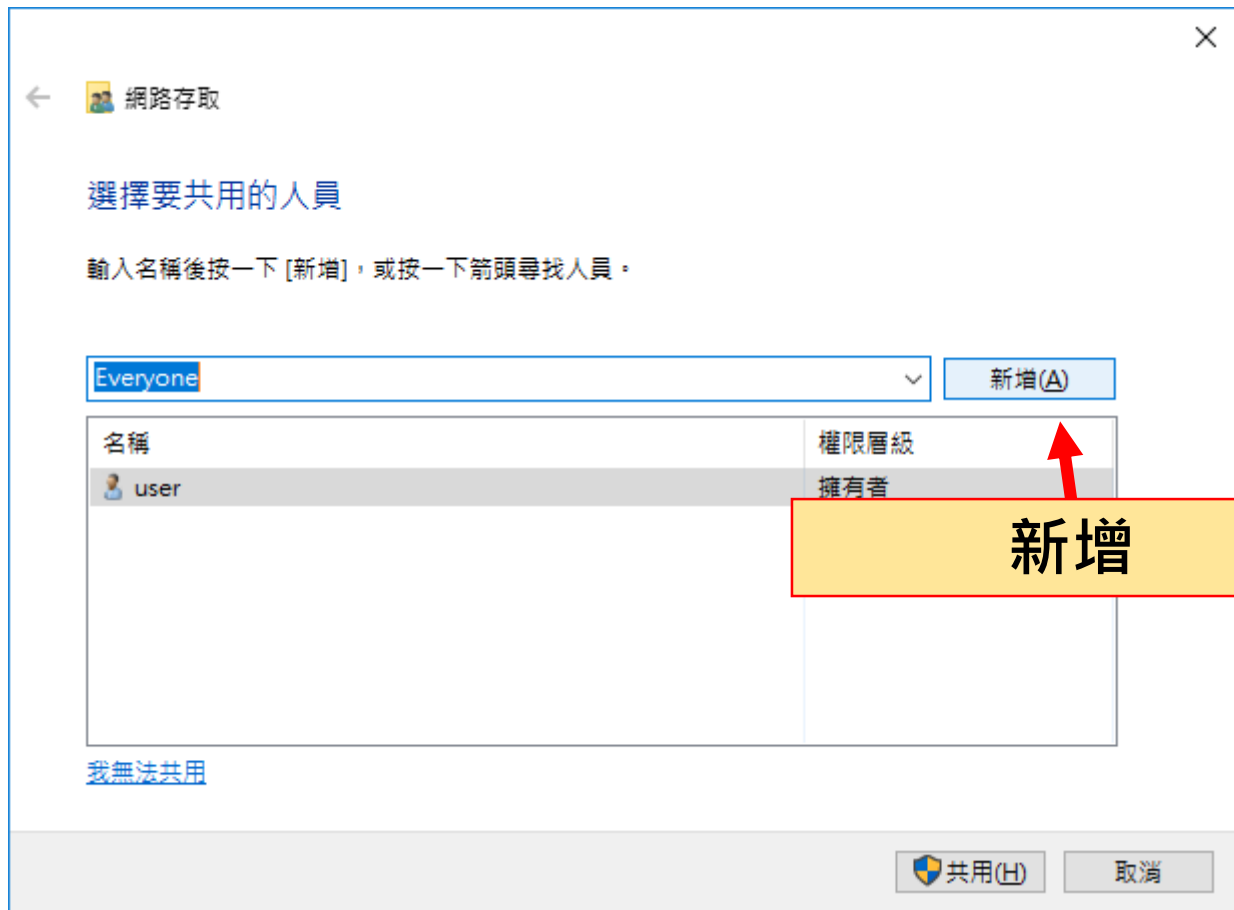 網路存取
選擇要共用的人員
輸入名稱後按一下 [新增]，或按一下箭頭尋找人員。
Everyone 新增(A)
名稱 權限層級
user 擁有者
新增
我無法共用
共用(H) 取消